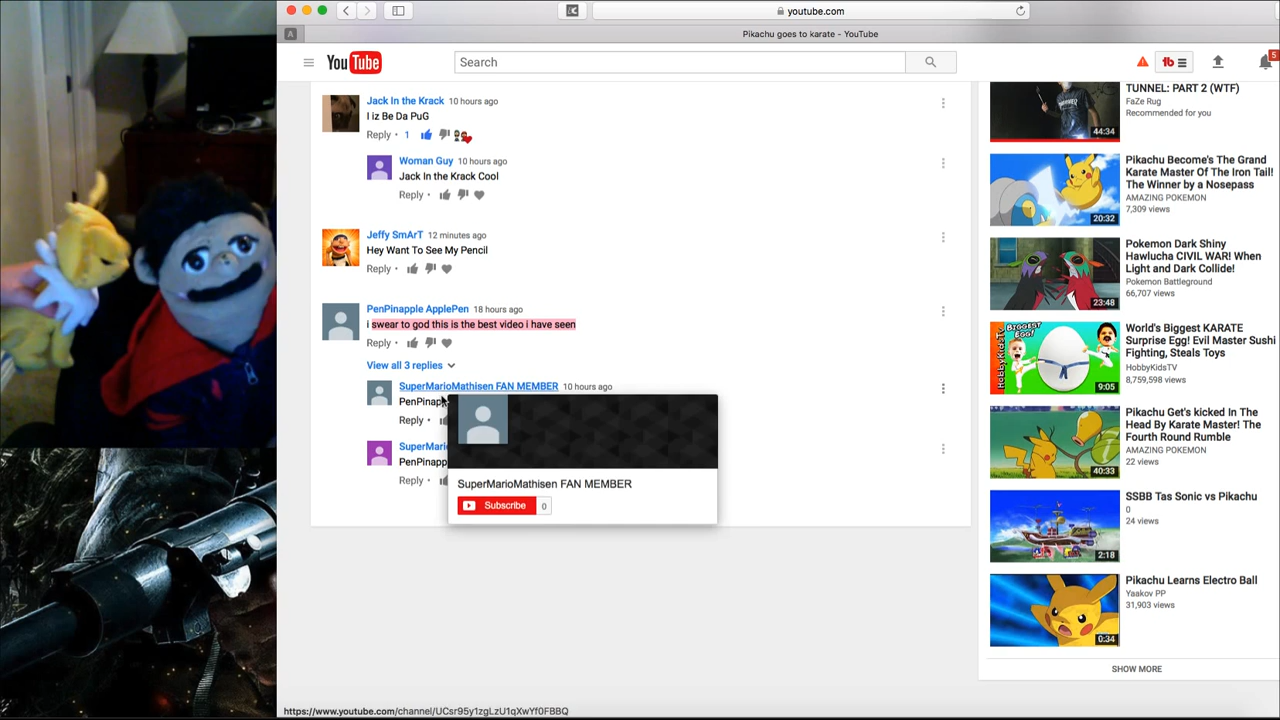 youtube.com
A
Pikachu goes to karate - YouTube
YouTube
Search
tb
5
Jack In the Krack 10 hours ago
I iz Be Da PuG
Reply · 1
Woman Guy 10 hours ago
Jack In the Krack Cool
Reply ·
Jeffy SmArT 12 minutes ago
Hey Want To See My Pencil
Reply ·
PenPinapple ApplePen 18 hours ago
i swear to god this is the best video i have seen
Reply ·
View all 3 replies
SuperMarioMathisen FAN MEMBER 10 hours ago
PenPinapp
Reply ·
SuperMari
PenPinapp
Reply ·
SuperMarioMathisen FAN MEMBER
Subscribe 0
TUNNEL: PART 2 (WTF)
FaZe Rug
Recommended for you
44:34
Pikachu Become's The Grand
Karate Master Of The Iron Tail!
The Winner by a Nosepass
AMAZING POKEMON
7,309 views
20:32
Pokemon Dark Shiny
Hawlucha CIVIL WAR! When
Light and Dark Collide!
Pokemon Battleground
66,707 views
23:48
World's Biggest KARATE
Surprise Egg! Evil Master Sushi
Fighting, Steals Toys
HobbyKidsTV
8,759,598 views
BIGGEST
EGG!
HobbyKidsTV
9:05
Pikachu Get's kicked In The
Head By Karate Master! The
Fourth Round Rumble
AMAZING POKEMON
22 views
40:33
SSBB Tas Sonic vs Pikachu
0
24 views
2:18
Pikachu Learns Electro Ball
Yaakov PP
31,903 views
0:34
SHOW MORE
https://www.youtube.com/channel/UCsr95y1zgLzU1qXwYf0FBBQ